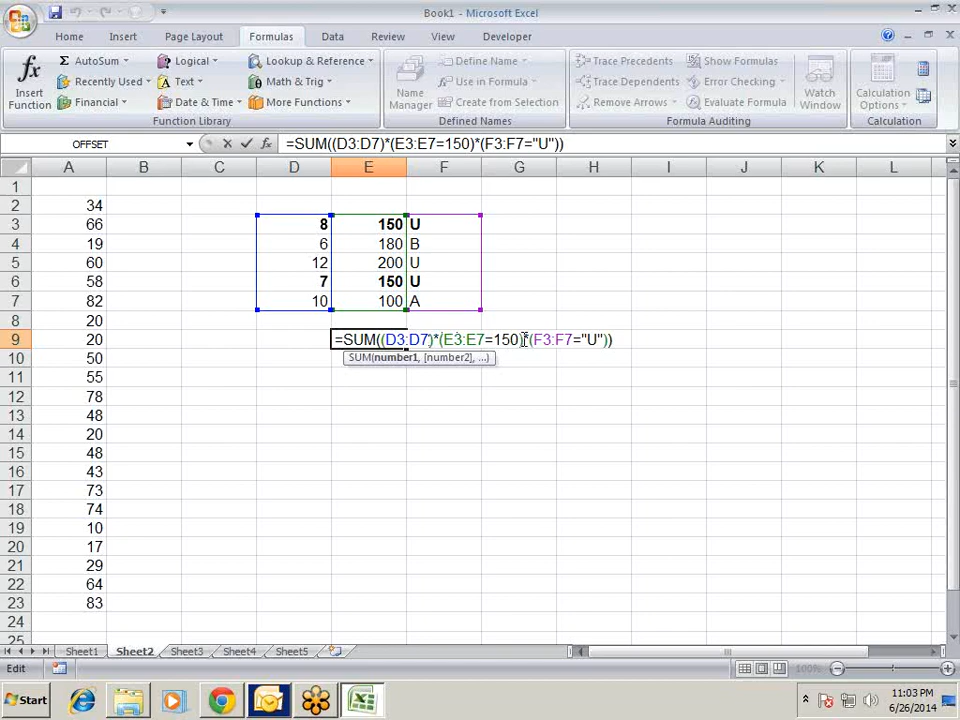 Book1 - Microsoft Excel
Home Insert Page Layout Formulas Data Review View Developer
fx Insert Function
Σ AutoSum
Recently Used
Financial
Logical
Text
Date & Time
Lookup & Reference
Math & Trig
More Functions
Function Library
Name Manager
Define Name
Use in Formula
Create from Selection
Defined Names
Trace Precedents
Trace Dependents
Remove Arrows
Show Formulas
Error Checking
Evaluate Formula
Formula Auditing
Watch Window
Calculation Options
Calculation
OFFSET fx =SUM((D3:D7)*(E3:E7=150)*(F3:F7="U"))
A B C D E F G H I J K L
1
2 34
3 66 8 150 U
4 19 6 180 B
5 60 12 200 U
6 58 7 150 U
7 82 10 100 A
8 20
9 20 =SUM((D3:D7)*(E3:E7=150)*(F3:F7="U"))
10 50 SUM(number1, [number2], ...)
11 55
12 78
13 48
14 20
15 48
16 43
17 73
18 74
19 10
20 17
21 29
22 64
23 83
24
25
Sheet1 Sheet2 Sheet3 Sheet4 Sheet5
Edit 100%
Start 11:03 PM
6/26/2014